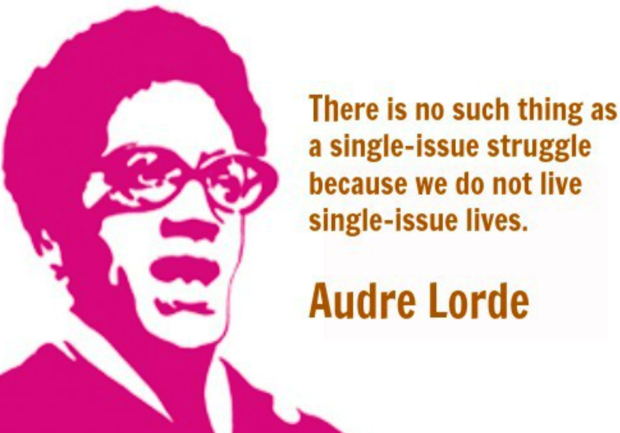 There is no such thing as
a single-issue struggle
because we do not live
single-issue lives.
Audre Lorde